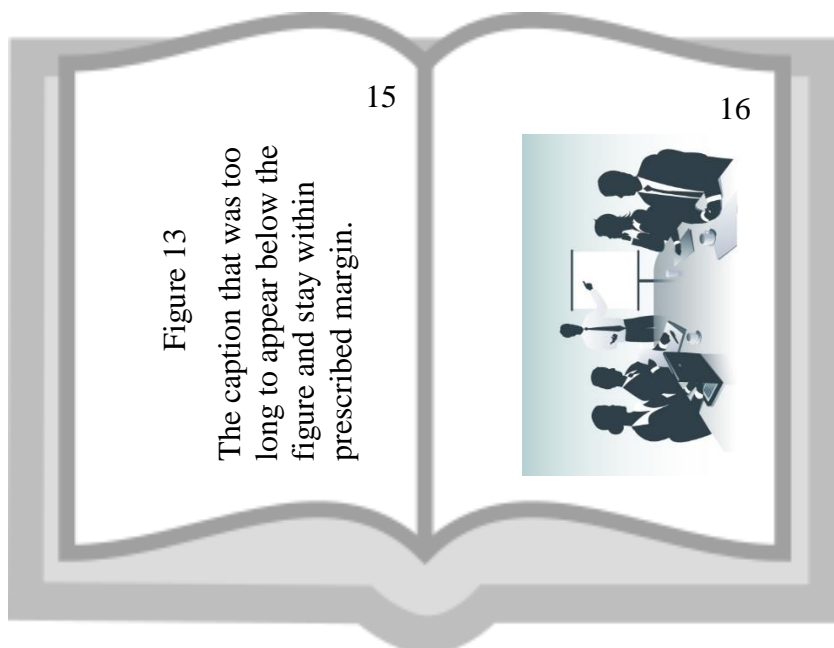 15
Figure 13
The caption that was too
long to appear below the
figure and stay within
prescribed margin.
16